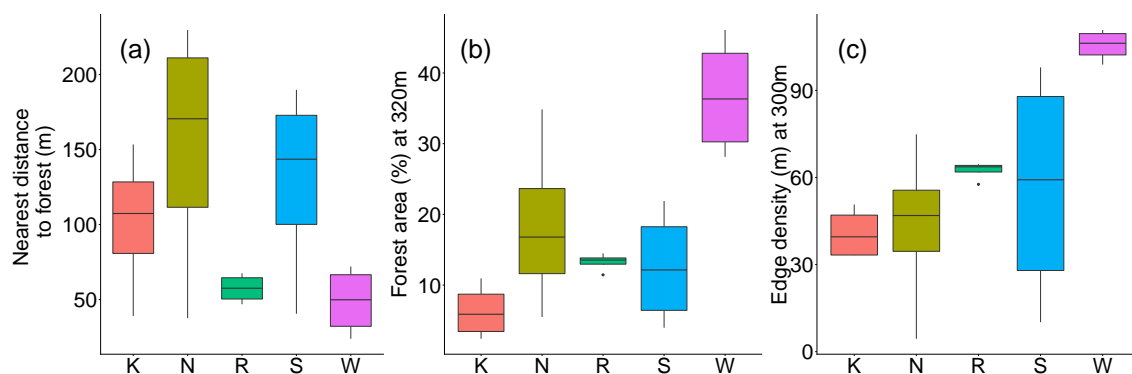 (a)
Nearest distance
to forest (m)
200
150
100
50
K N R S W
(b)
Forest area (%) at 320m
40
30
20
10
K N R S W
(c)
Edge density (m) at 300m
90
60
30
0
K N R S W